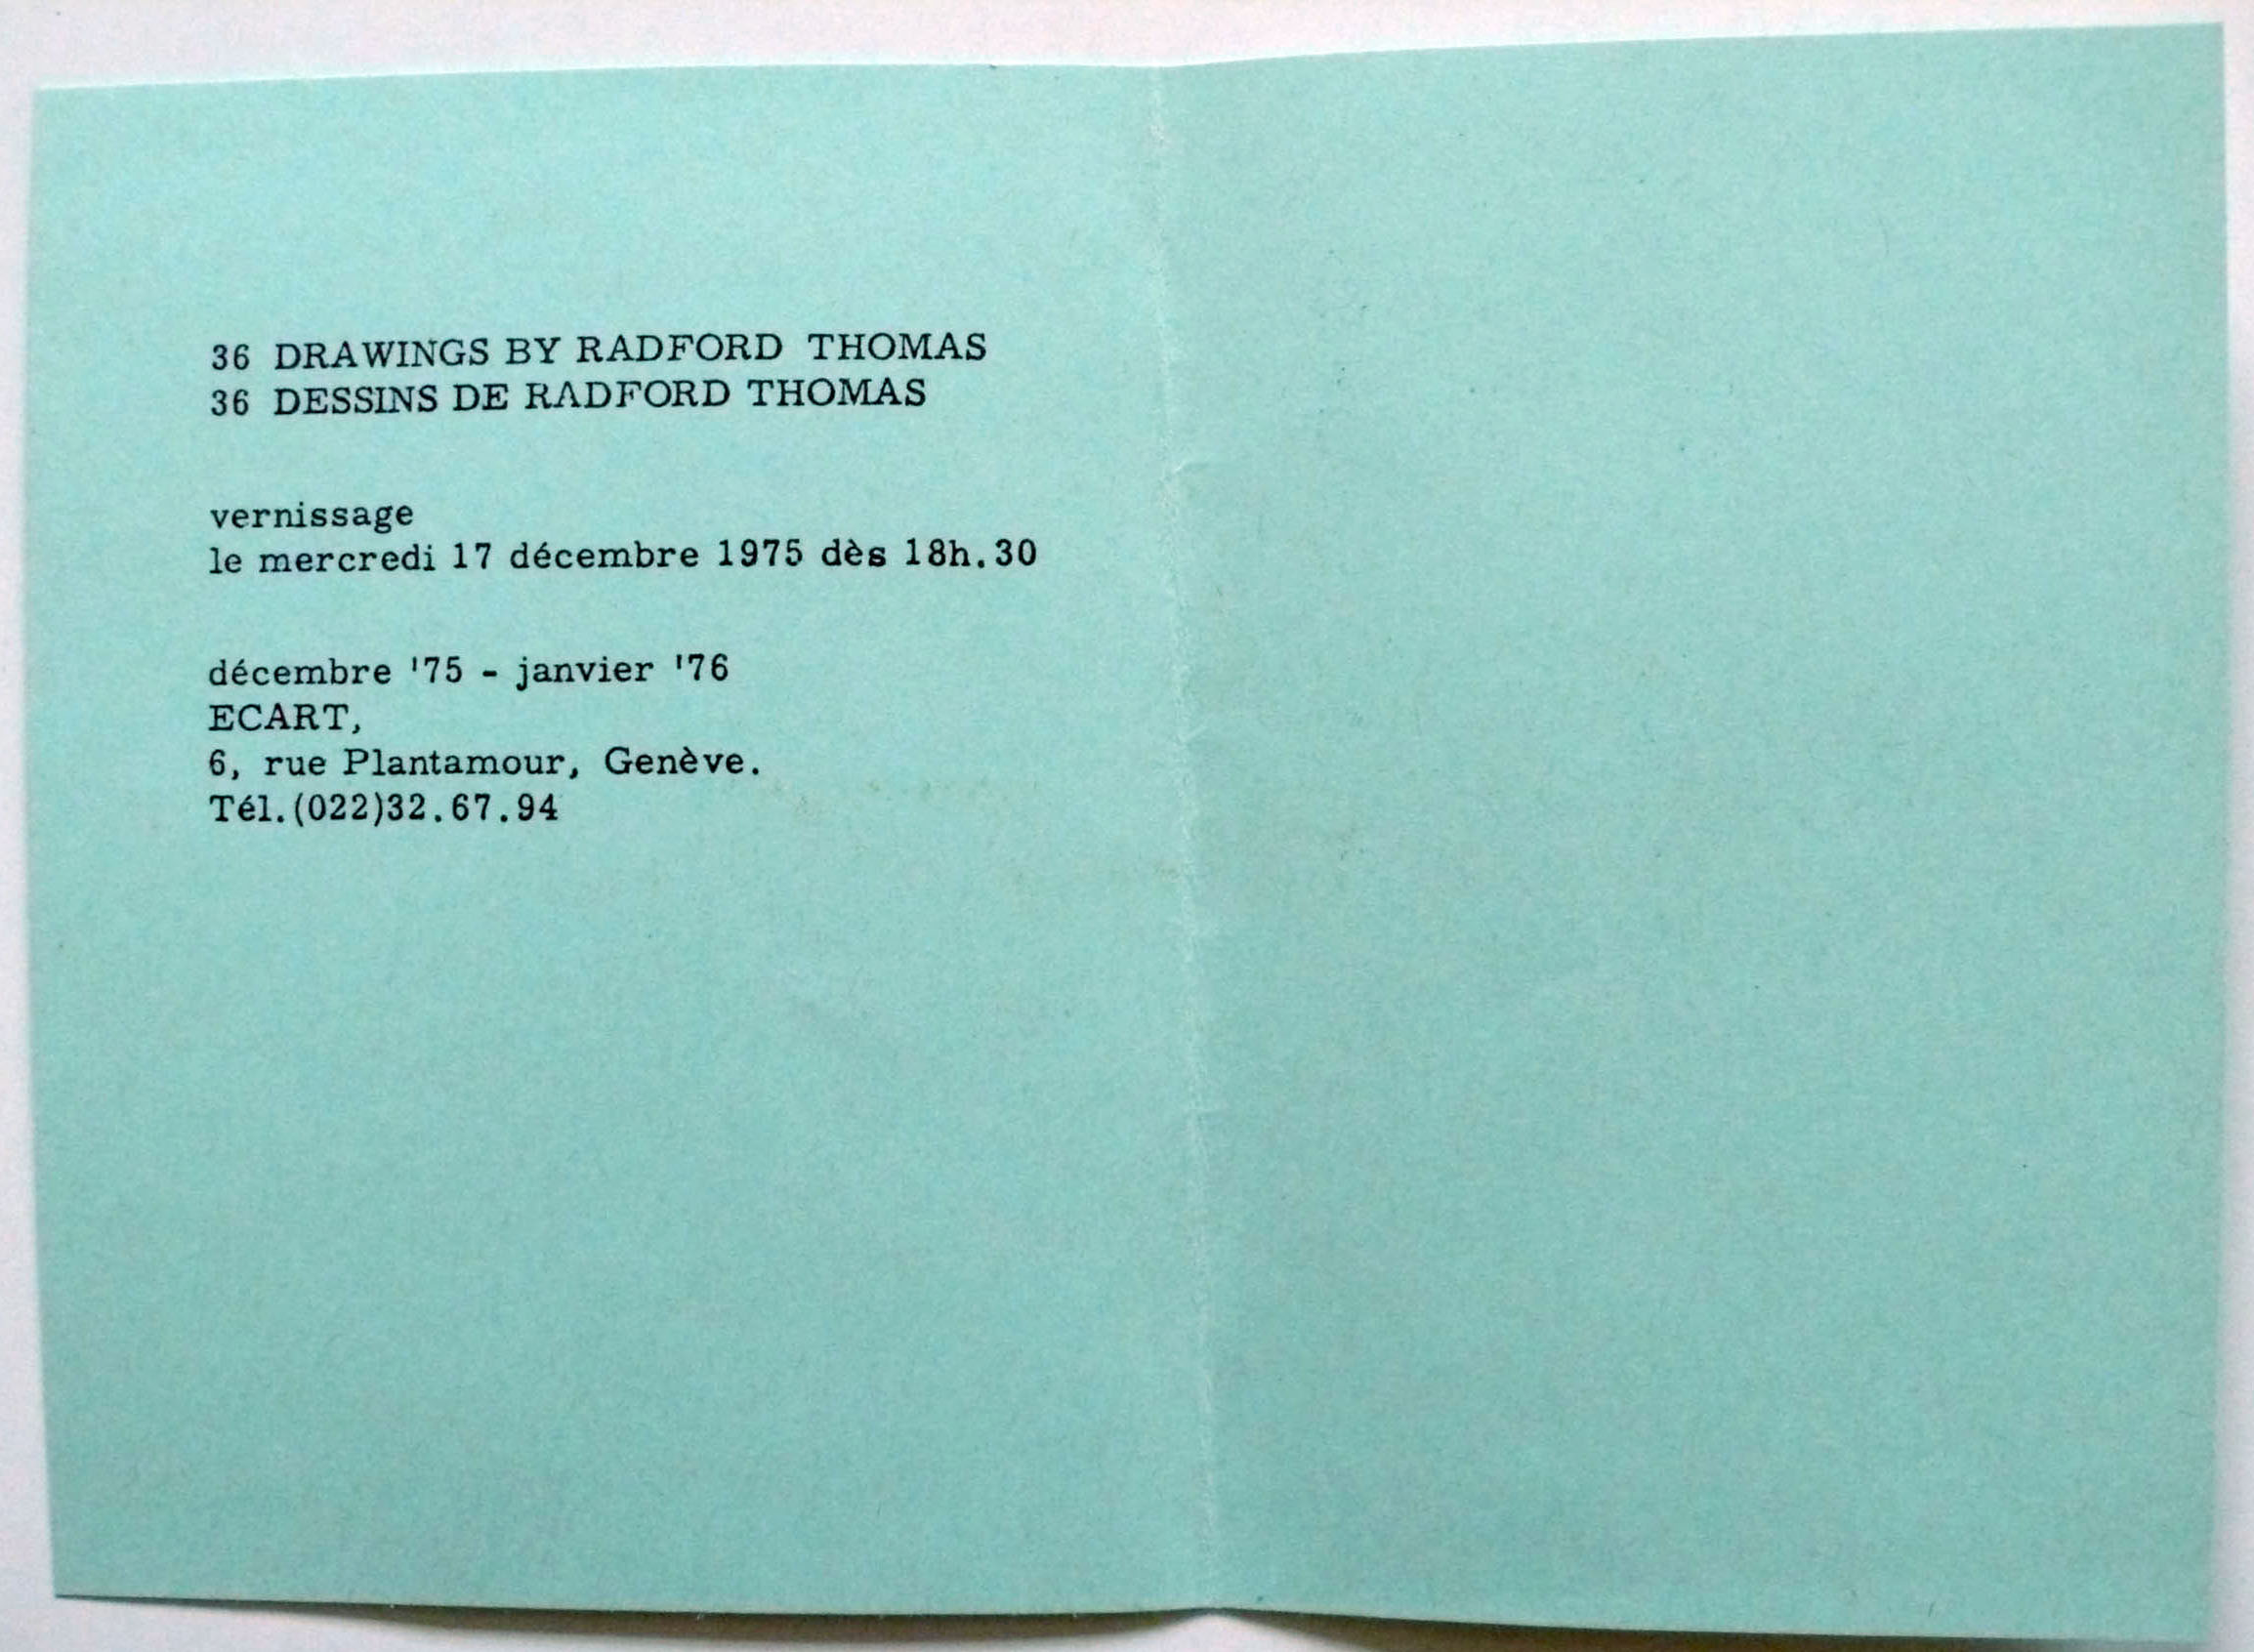 36 DRAWINGS BY RADFORD THOMAS
36 DESSINS DE RADFORD THOMAS
vernissage
le mercredi 17 décembre 1975 dès 18h.30
décembre '75 - janvier '76
ECART,
6, rue Plantamour, Genève.
Tél.(022)32.67.94